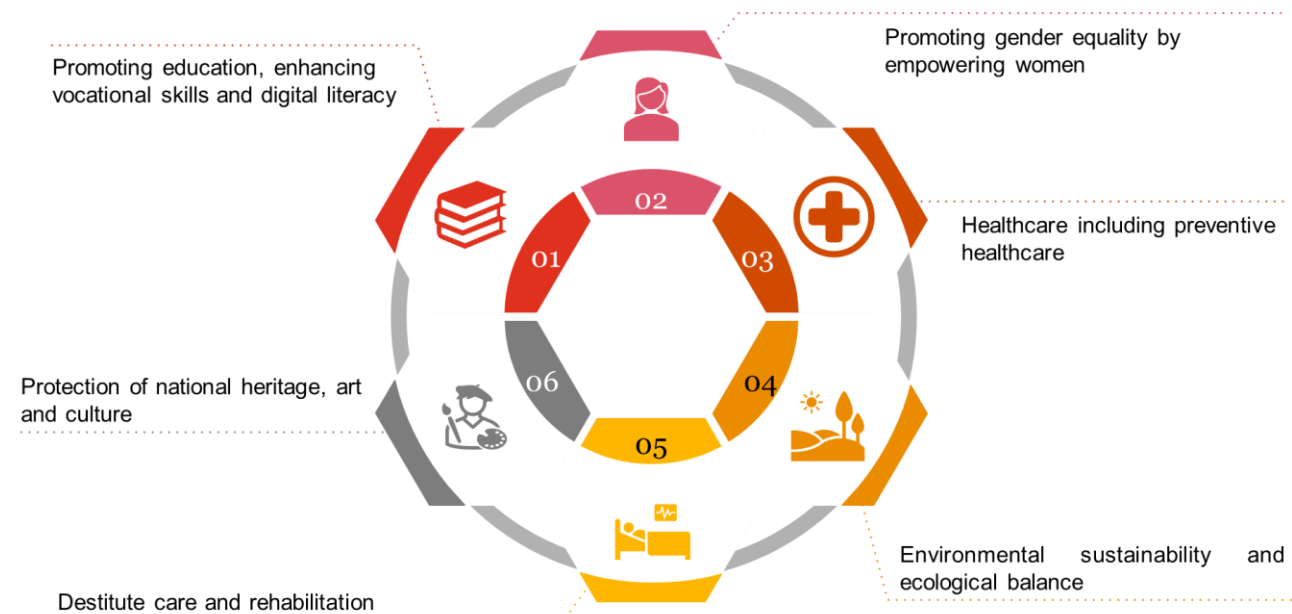 Promoting education, enhancing
vocational skills and digital literacy
Promoting gender equality by
empowering women
Healthcare including preventive
healthcare
Environmental sustainability and
ecological balance
Destitute care and rehabilitation
Protection of national heritage, art
and culture
01
02
03
04
05
06